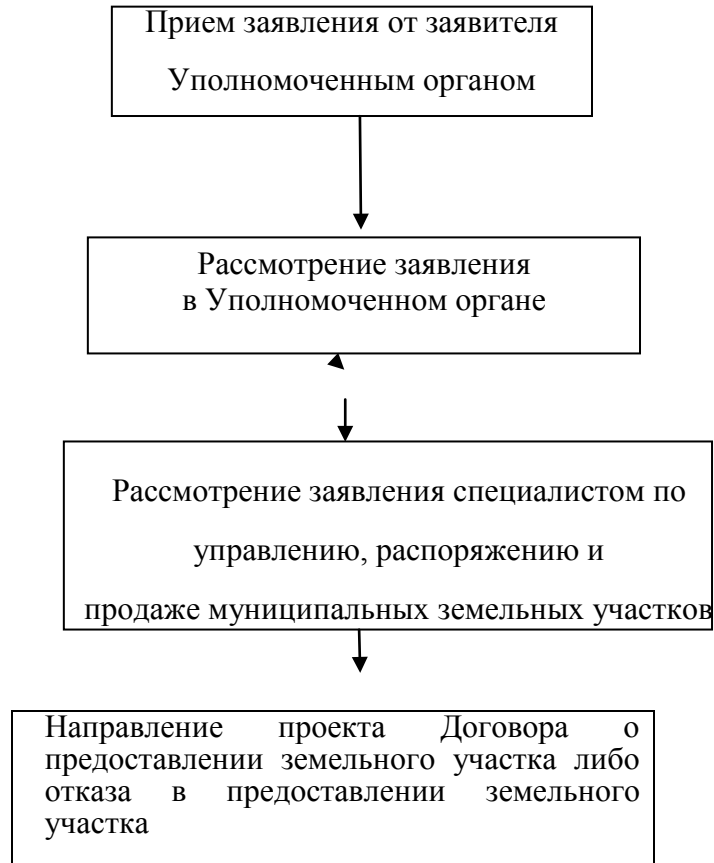 Прием заявления от заявителя
Уполномоченным органом
Рассмотрение заявления
в Уполномоченном органе
Рассмотрение заявления специалистом по
управлению, распоряжению и
продаже муниципальных земельных участков
Направление проекта Договора о
предоставлении земельного участка либо
отказа в предоставлении земельного
участка